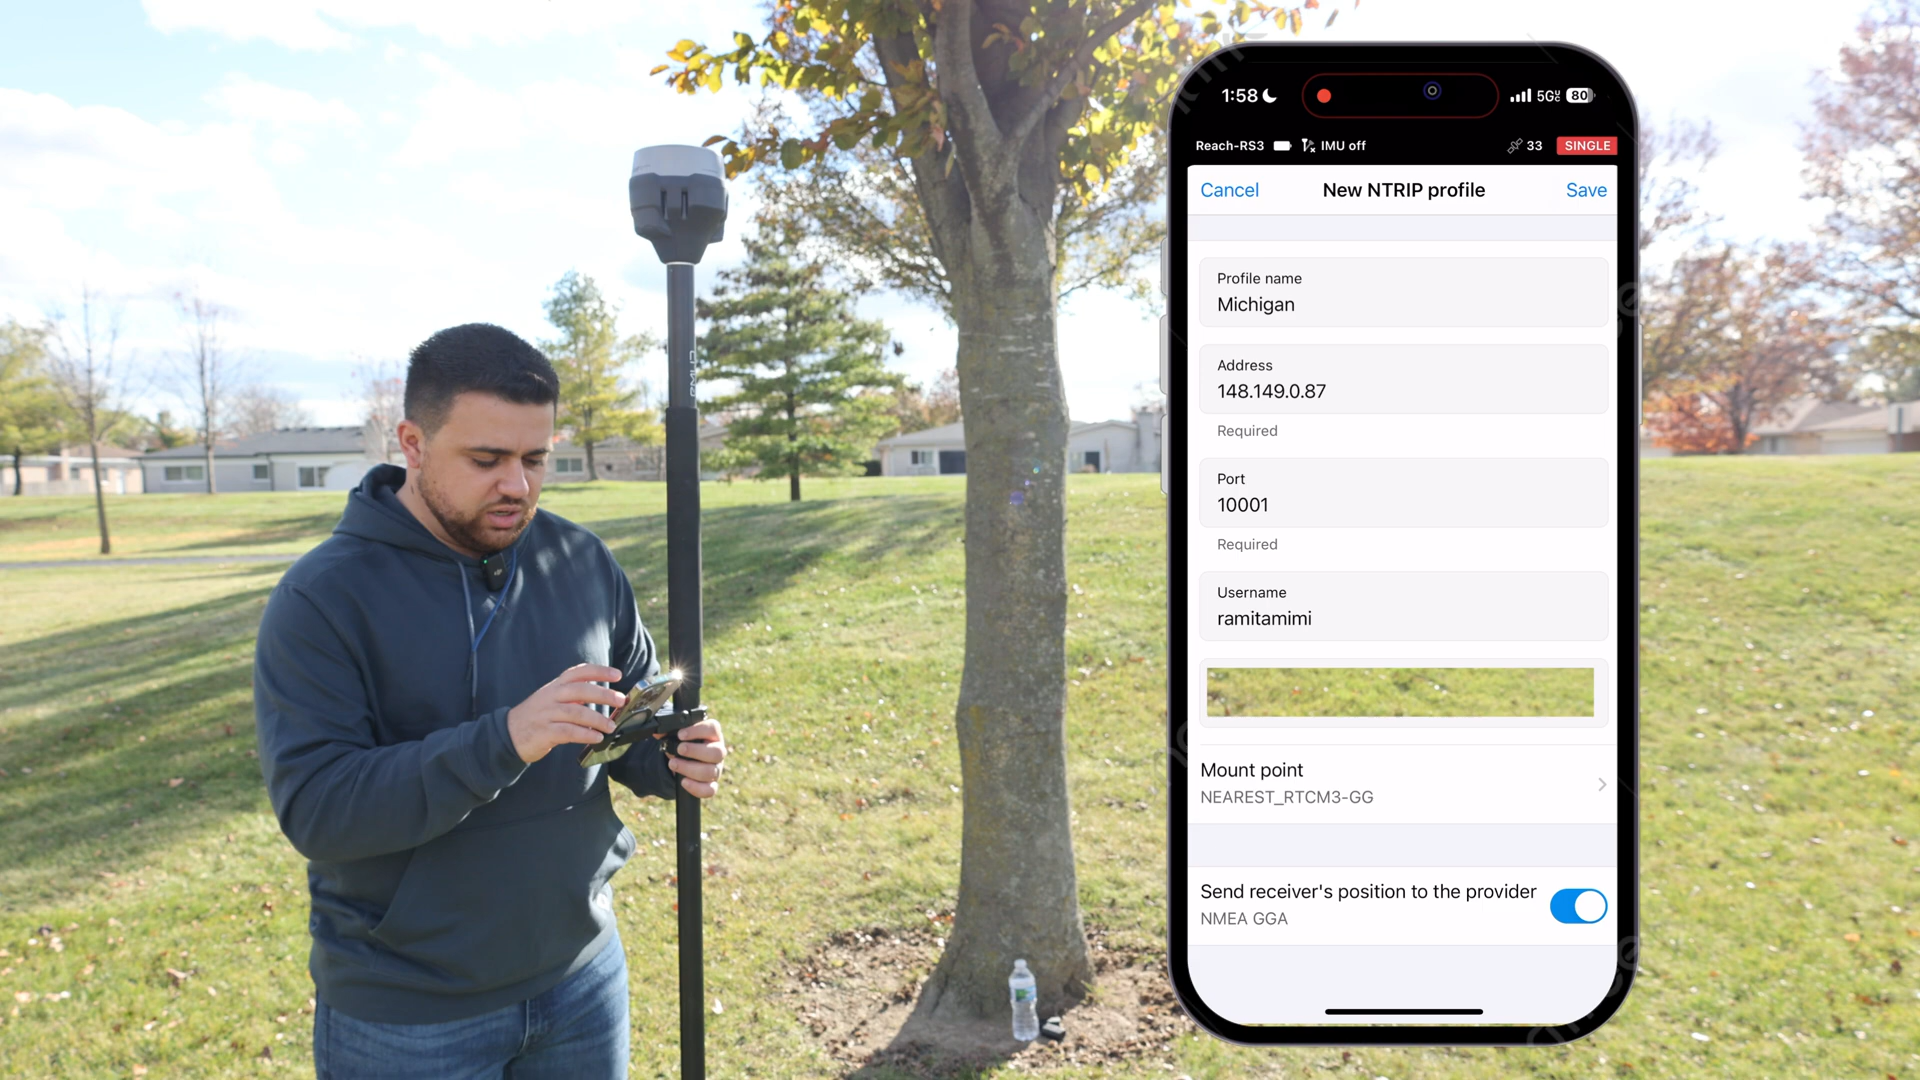 1:58
5G
80
Reach-RS3 IMU off 33 SINGLE
Cancel New NTRIP profile Save
Profile name
Michigan
Address
148.149.0.87
Required
Port
10001
Required
Username
ramitamimi
Mount point
NEAREST_RTCM3-GG
Send receiver's position to the provider
NMEA GGA
EMLID